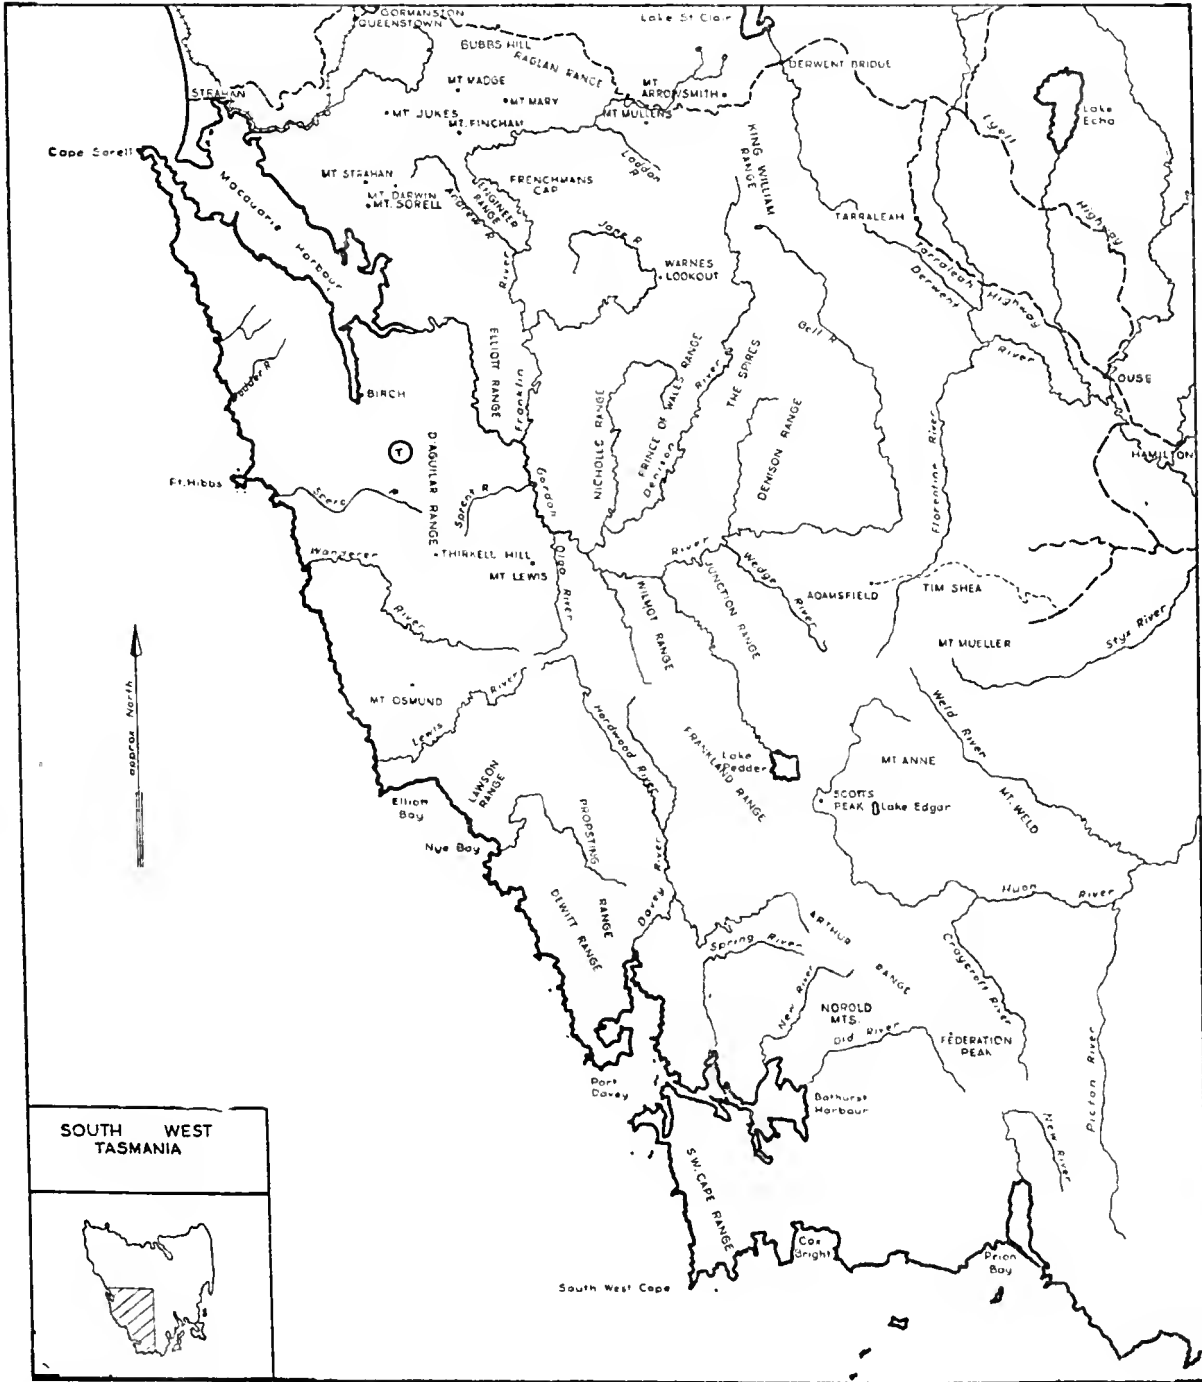 GORMANSTON
QUEENSTOWN
Lake St Clair
BUBBS HILL
RAGLAN RANGE
DERWENT BRIDGE
MT MADGE
MT
ARROWSMITH
STRAHAN
MT MARY
MT JUKES
MT. FINCHAM
MT MULLENS
Lake
Echo
Lyell
Highway
Cape Sorell
Macquarie
Harbour
MT STRAHAN
MT DARWIN
MT. SORELL
Andrew R
ENGINEER
RANGE
FRENCHMANS
CAP
Loddon
R
KING WILLIAM
RANGE
TARRALEAH
Tarraleah
Highway
Derwent
River
Jane R
WARNES
LOOKOUT
River
Franklin
ELLIOTT RANGE
Bell R
THE SPIRES
PRINCE OF WALES RANGE
River
Denison
NICHOLLS RANGE
DENISON RANGE
Florentine River
OUSE
HAMILTON
BIRCH
T
D'AGUILAR RANGE
Pt. Hibbs
Sprent R
Gordon
River
Wanderer
River
THIRKELL HILL
MT LEWIS
Olga River
WILMOT RANGE
JUNCTION RANGE
Wedge
River
ADAMSFIELD
TIM SHEA
MT MUELLER
Styx River
approx North
MT OSMUND
Lewis
River
Hardwood River
FRANKLAND RANGE
Lake
Pedder
Weld River
MT ANNE
MT. WELD
SCOTTS
PEAK
Lake Edgar
LAWSON
RANGE
Elliott
Bay
Nye Bay
PROPSTING
RANGE
DEWITT RANGE
Davey River
Huon River
ARTHUR
RANGE
Spring River
Craycroft River
New River
NOROLD
MTS.
Old River
FEDERATION
PEAK
Picton River
Port
Davey
Bathurst
Harbour
New River
S.W. CAPE RANGE
Cox
Bright
Prion
Bay
South West Cape
SOUTH WEST
TASMANIA